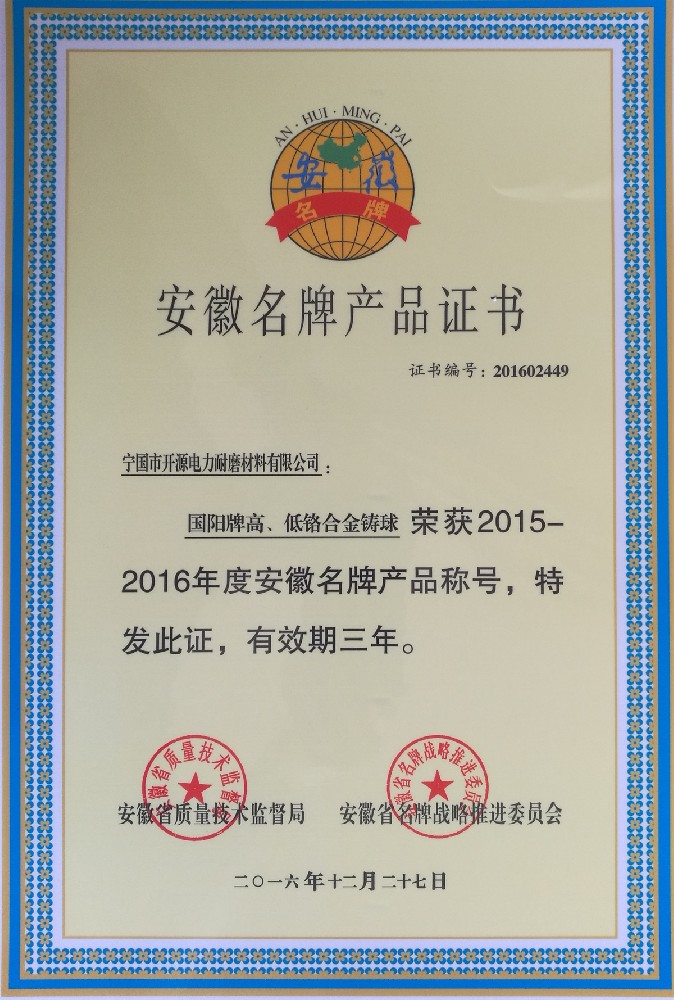 AN·HUI·MING·PAI
安徽
名牌
安徽名牌产品证书
证书编号：201602449
宁国市开源电力耐磨材料有限公司：
国阳牌高、低铬合金铸球 荣获2015-
2016年度安徽名牌产品称号，特
发此证，有效期三年。
安徽省质量技术监督局
安徽省名牌战略推进委员会
安徽省质量技术监督局 安徽省名牌战略推进委员会
二〇一六年十二月二十七日